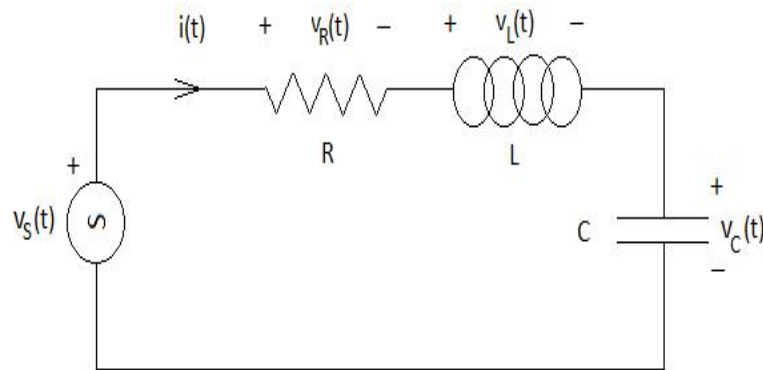 i(t) + v_R(t) − + v_L(t) −
R L
+ +
v_S(t) S C v_C(t)
−